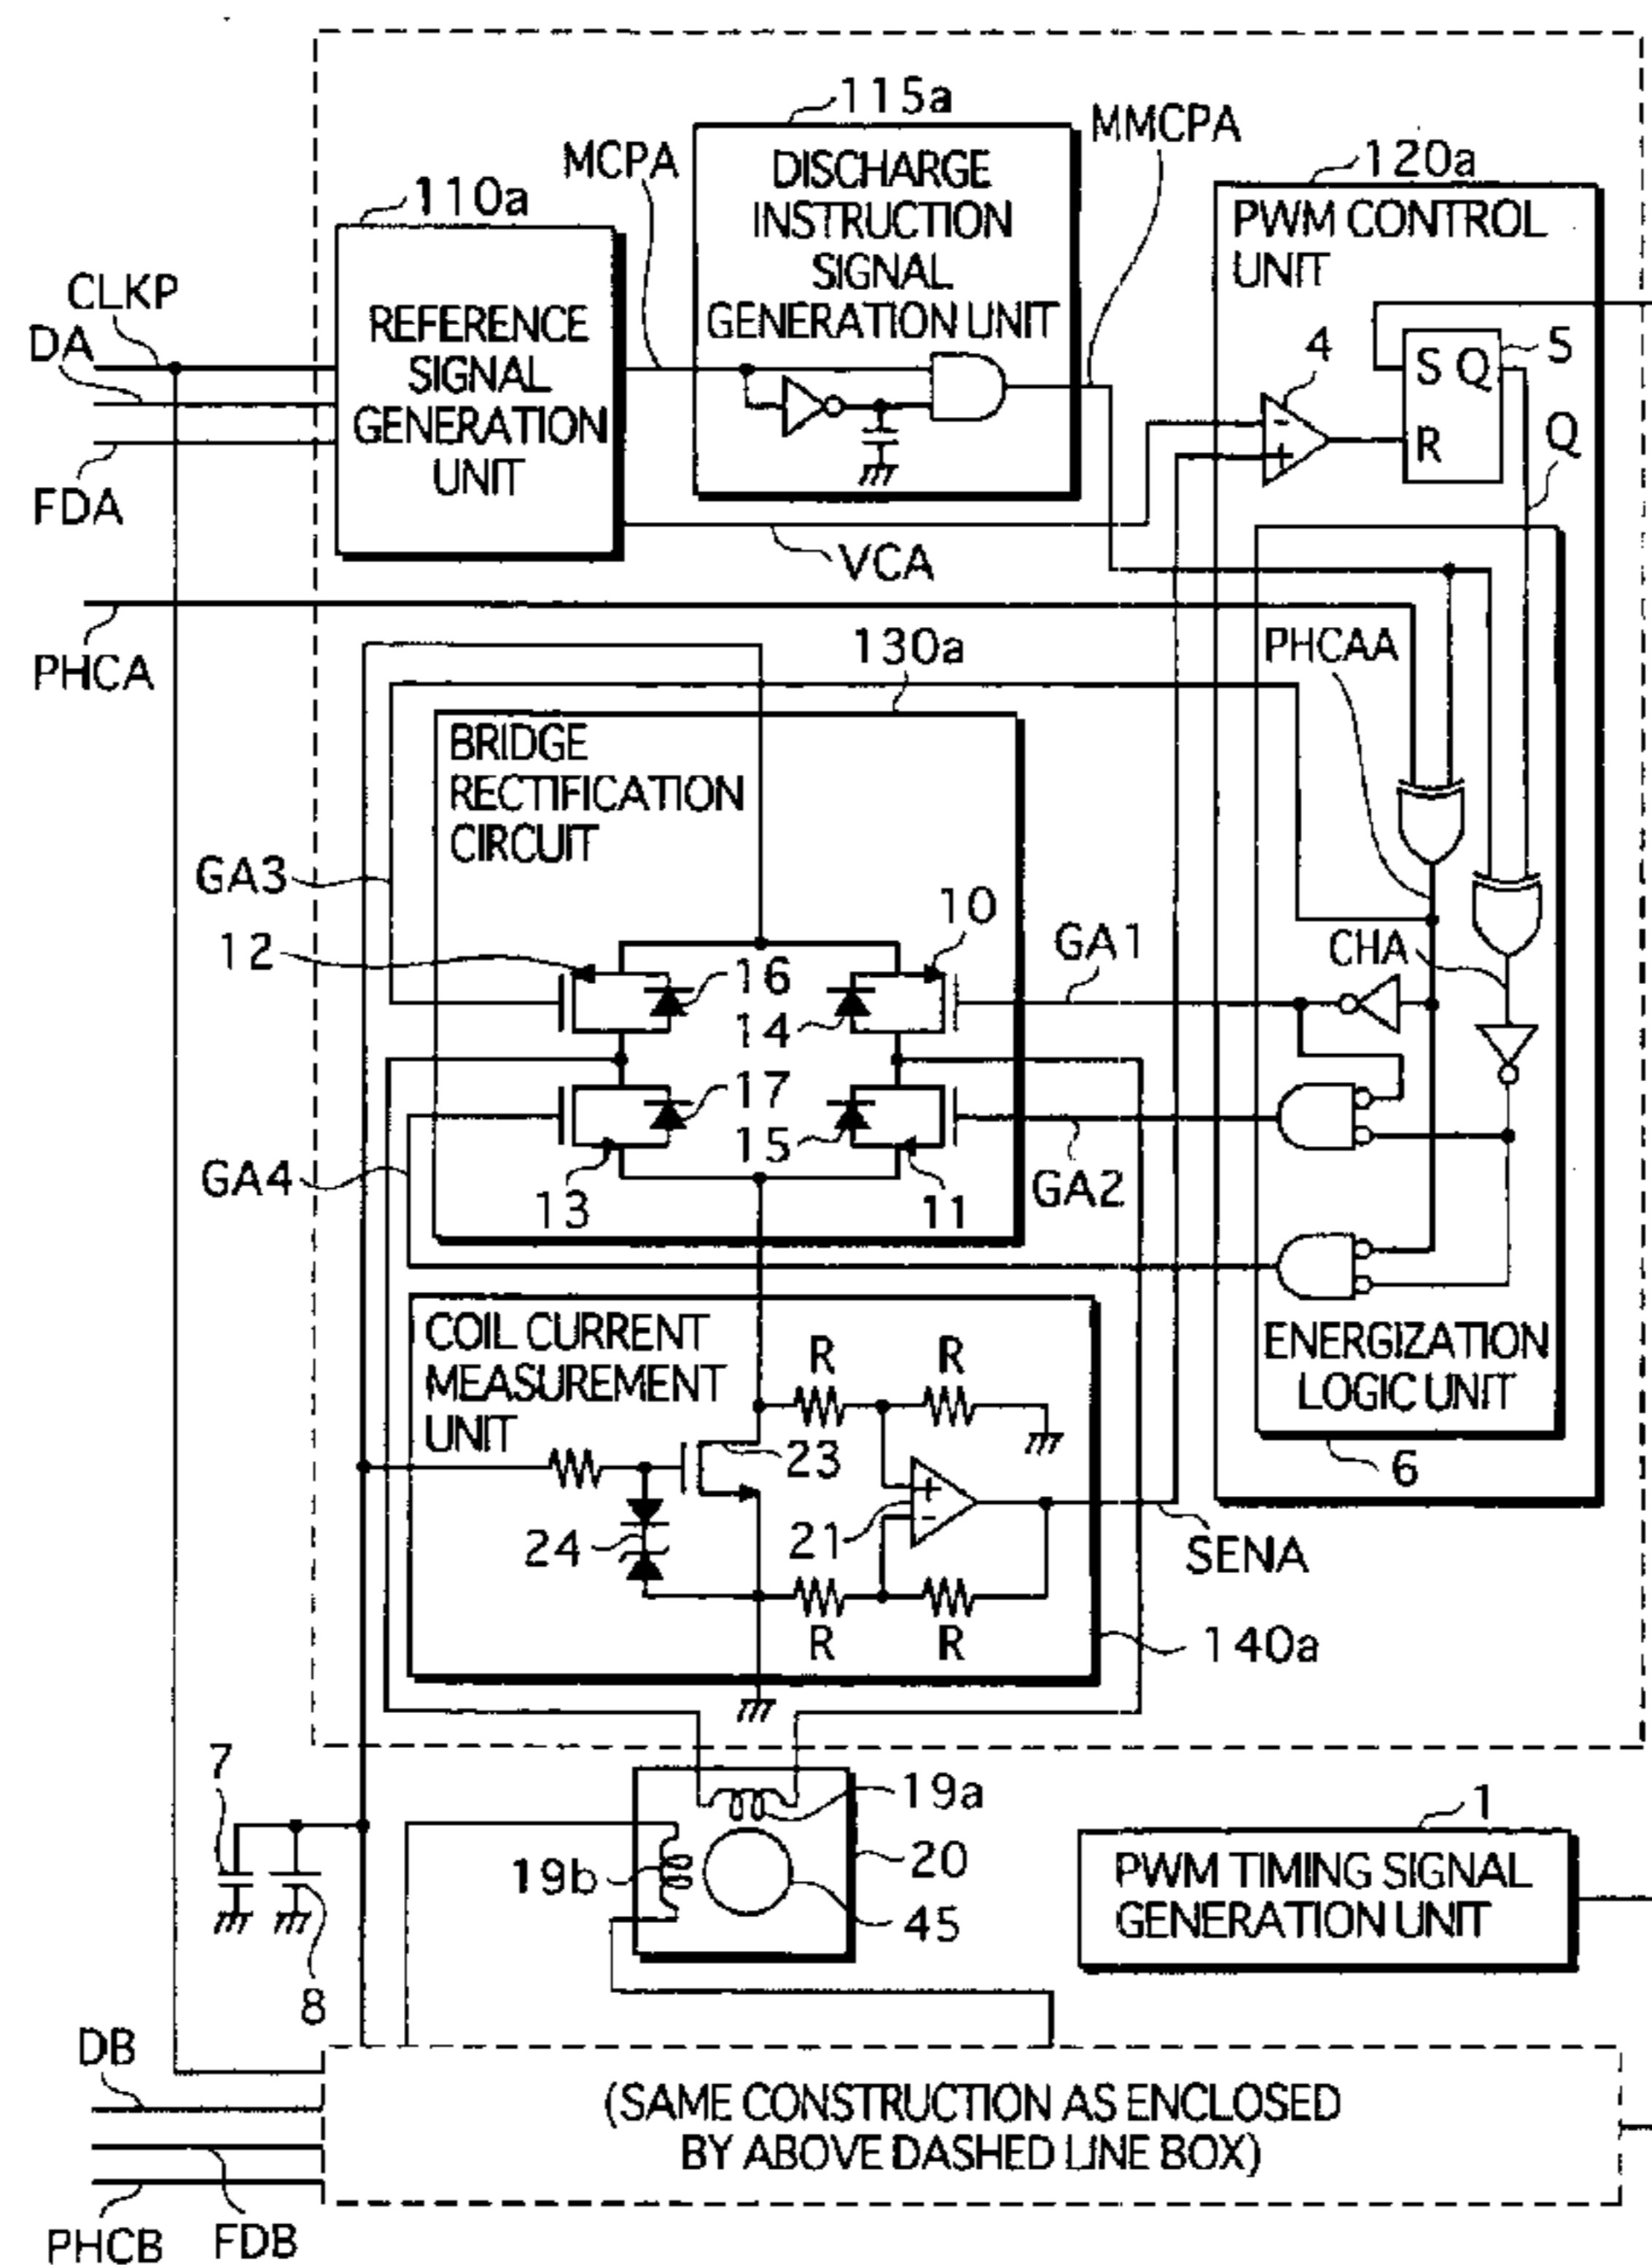 115a
MCPA
MMCPA
DISCHARGE
INSTRUCTION
SIGNAL
GENERATION UNIT
120a
PWM CONTROL
UNIT
110a
CLKP
DA
FDA
REFERENCE
SIGNAL
GENERATION
UNIT
4
S Q
R
5
Q
VCA
PHCA
130a
PHCAA
BRIDGE
RECTIFICATION
CIRCUIT
GA3
12
16
10
14
GA1
CHA
17
15
GA4
13
11
GA2
COIL CURRENT
MEASUREMENT
UNIT
R
R
ENERGIZATION
LOGIC UNIT
23
+
-
21
24
6
SENA
R
R
140a
7
8
19a
19b
20
45
1
PWM TIMING SIGNAL
GENERATION UNIT
DB
(SAME CONSTRUCTION AS ENCLOSED
BY ABOVE DASHED LINE BOX)
PHCB
FDB